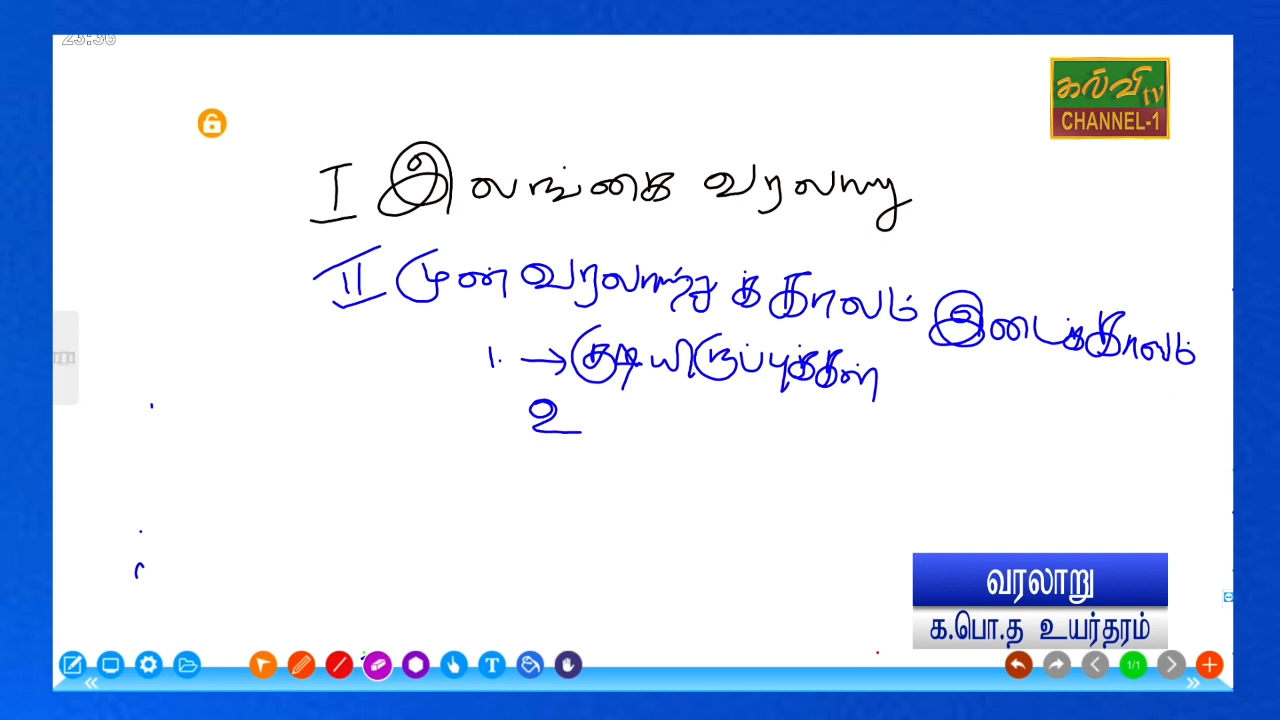 23:36
கல்வி tv
CHANNEL-1
I இலங்கை வரலாறு
II முன் வரலாற்று க் காலம் இடைக்காலம்
1. → குடியிருப்புக்கள்
உ
வரலாறு
க.பொ.த உயர்தரம்
T
1/1